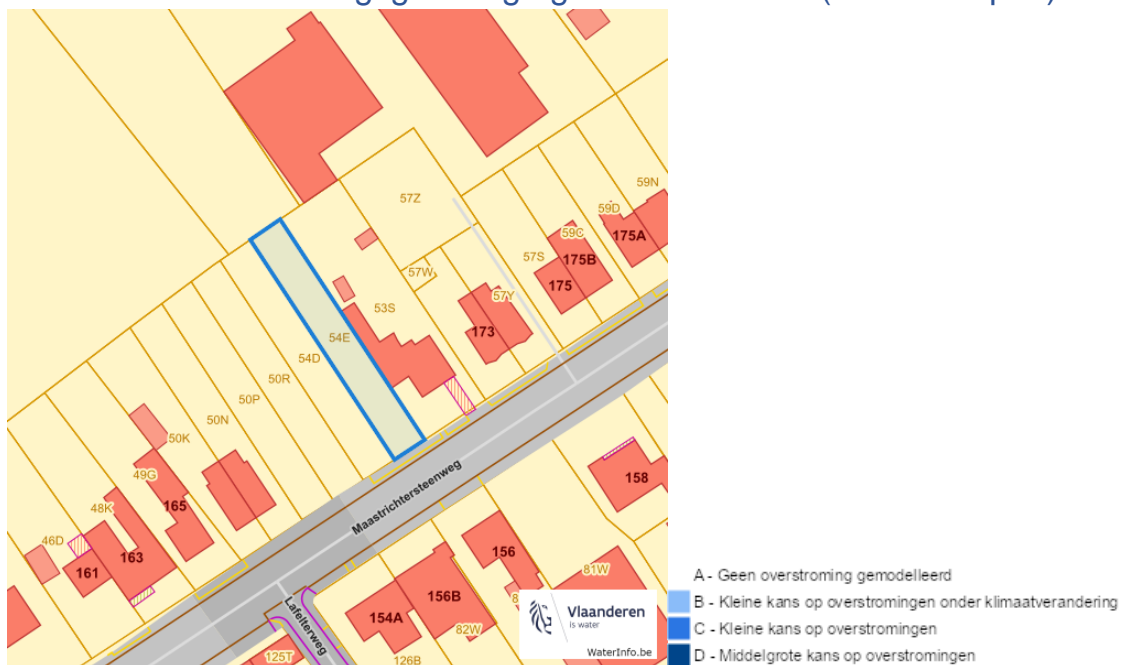 57Z
59N
59D
175A
59C
175B
57S
175
57W
57Y
53S
173
54E
54D
50R
50P
50N
50K
49G
165
48K
163
46D
161
Maastrichtersteenweg
158
156
81W
156B
154A
82W
Lafelterweg
125T
126B
Vlaanderen
is water
WaterInfo.be
A - Geen overstroming gemodelleerd
B - Kleine kans op overstromingen onder klimaatverandering
C - Kleine kans op overstromingen
D - Middelgrote kans op overstromingen